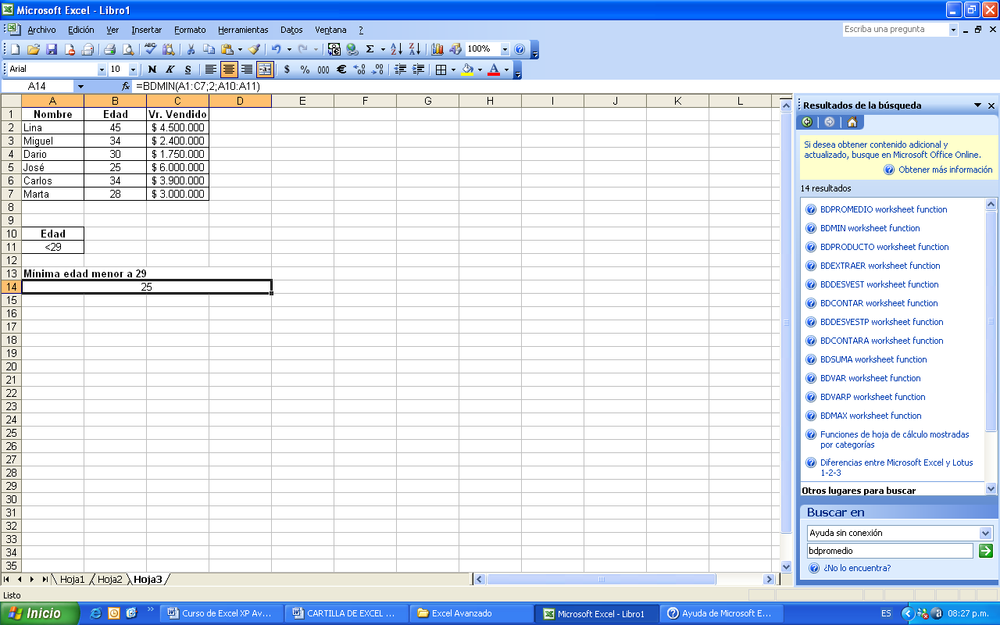 Microsoft Excel - Libro1
Archivo Edición Ver Insertar Formato Herramientas Datos Ventana ?
Escriba una pregunta
100%
Arial 10 N K S $ % 000 €
A14 fx =BDMIN(A1:C7;2;A10:A11)
A B C D E F G H I J K L
1 Nombre Edad Vr. Vendido
2 Lina 45 $ 4.500.000
3 Miguel 34 $ 2.400.000
4 Dario 30 $ 1.750.000
5 José 25 $ 6.000.000
6 Carlos 34 $ 3.900.000
7 Marta 28 $ 3.000.000
8
9
10 Edad
11 <29
12
13 Mínima edad menor a 29
14 25
15
16
17
18
19
20
21
22
23
24
25
26
27
28
29
30
31
32
33
34
35
Hoja1 Hoja2 Hoja3
Listo
Resultados de la búsqueda
Si desea obtener contenido adicional y
actualizado, busque en Microsoft Office Online.
Obtener más información
14 resultados
BDPROMEDIO worksheet function
BDMIN worksheet function
BDPRODUCTO worksheet function
BDEXTRAER worksheet function
BDDESVEST worksheet function
BDCONTAR worksheet function
BDDESVESTP worksheet function
BDCONTARA worksheet function
BDSUMA worksheet function
BDVAR worksheet function
BDVARP worksheet function
BDMAX worksheet function
Funciones de hoja de cálculo mostradas
por categorías
Diferencias entre Microsoft Excel y Lotus
1-2-3
Otros lugares para buscar
Buscar en
Ayuda sin conexión
bdpromedio
¿No lo encuentra?
Inicio
Curso de Excel XP Av...
CARTILLA DE EXCEL ...
Excel Avanzado
Microsoft Excel - Libro1
Ayuda de Microsoft E...
ES
08:27 p.m.